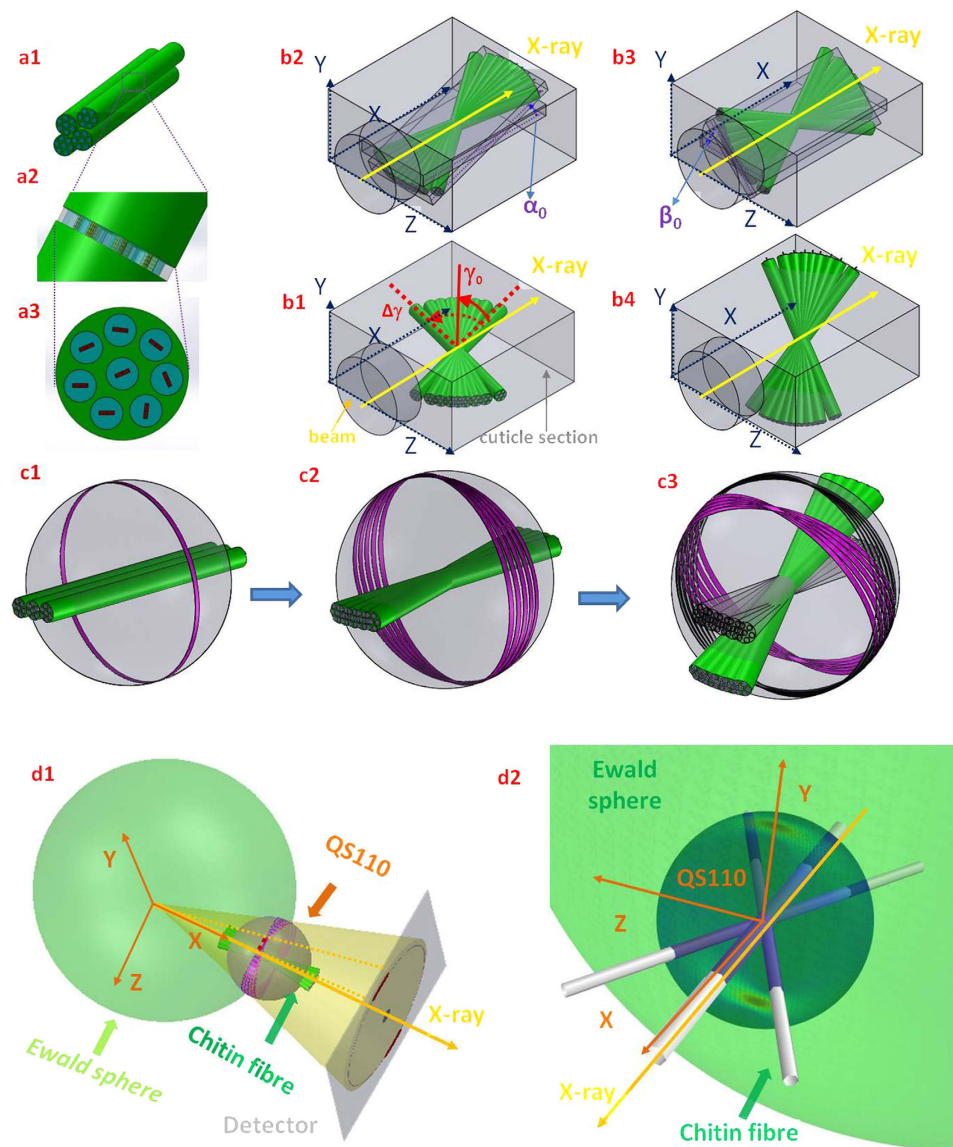 a1
b2
X-ray
Y
X
Z
α0
b3
X-ray
Y
X
Z
β0
a2
a3
b1
X-ray
Y
γ0
Δγ
X
Z
beam
cuticle section
b4
X-ray
Y
X
Z
c1
c2
c3
d1
Y
X
Z
QS110
X-ray
Ewald sphere
Chitin fibre
Detector
d2
Ewald
sphere
Y
QS110
Z
X
X-ray
Chitin fibre